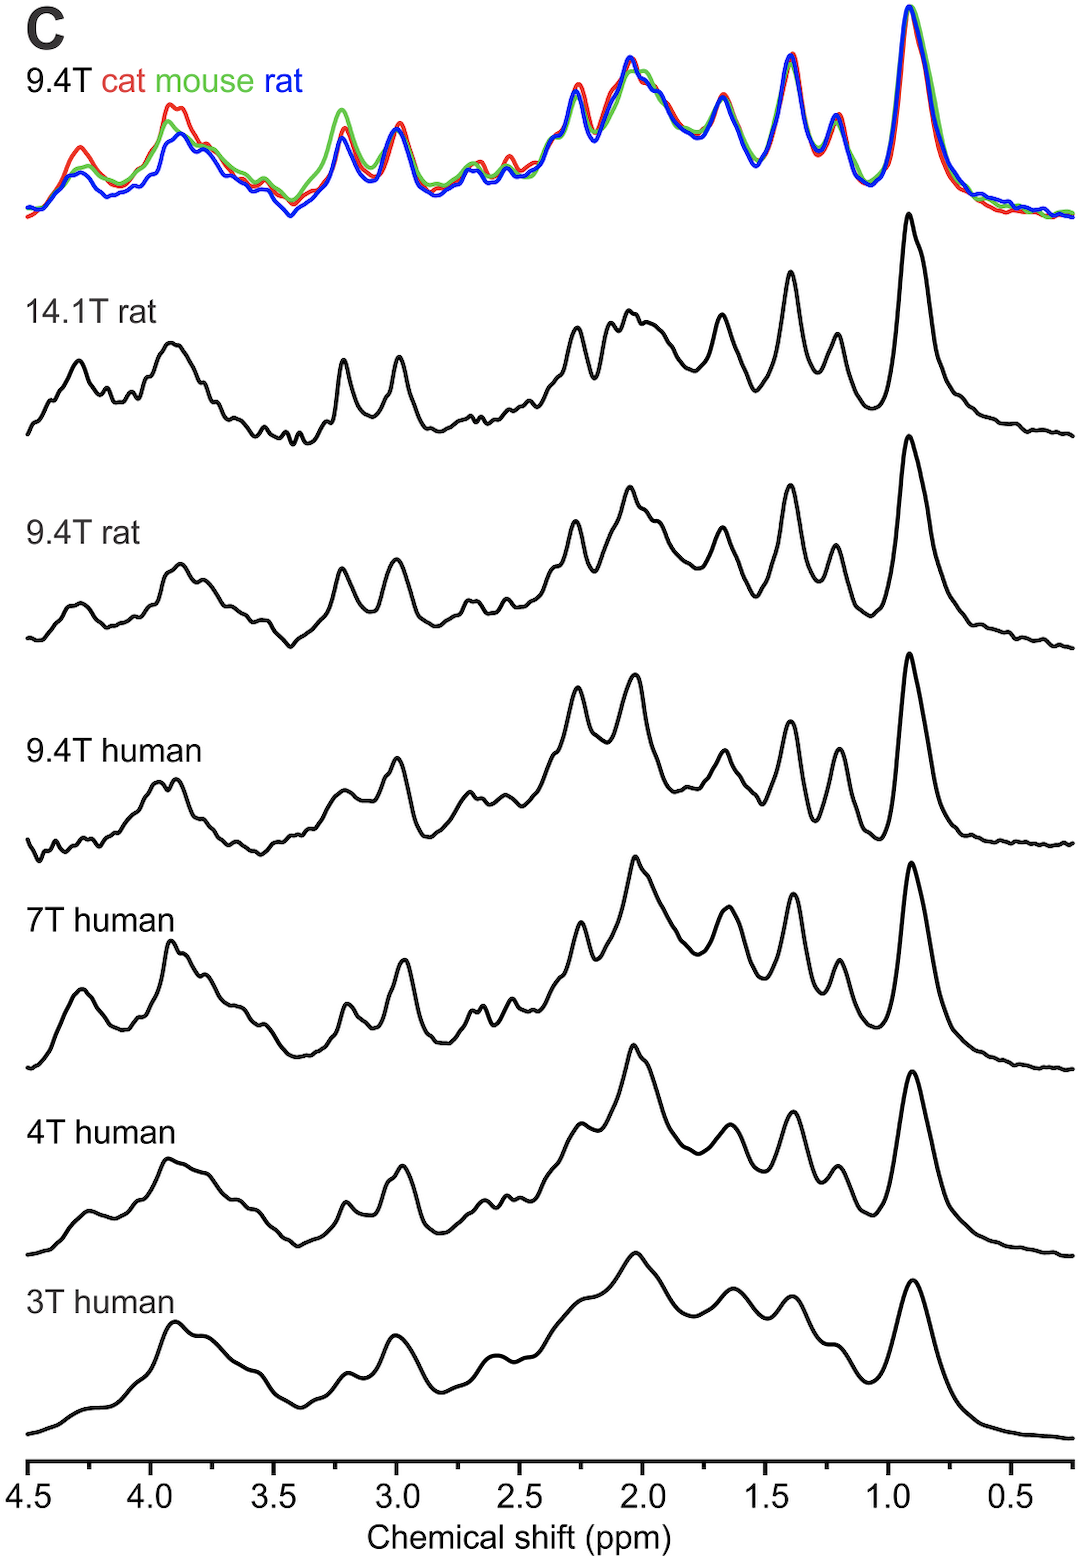 C
9.4T cat mouse rat
14.1T rat
9.4T rat
9.4T human
7T human
4T human
3T human
4.5 4.0 3.5 3.0 2.5 2.0 1.5 1.0 0.5
Chemical shift (ppm)